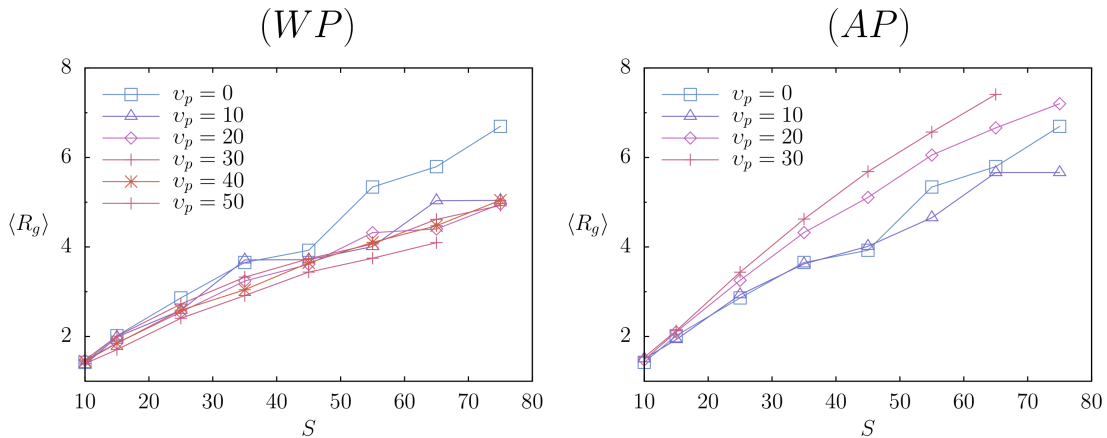 (WP)
8
6
4
2
⟨R_g⟩
10 20 30 40 50 60 70 80
S
υ_p = 0
υ_p = 10
υ_p = 20
υ_p = 30
υ_p = 40
υ_p = 50
(AP)
8
6
4
2
⟨R_g⟩
10 20 30 40 50 60 70 80
S
υ_p = 0
υ_p = 10
υ_p = 20
υ_p = 30